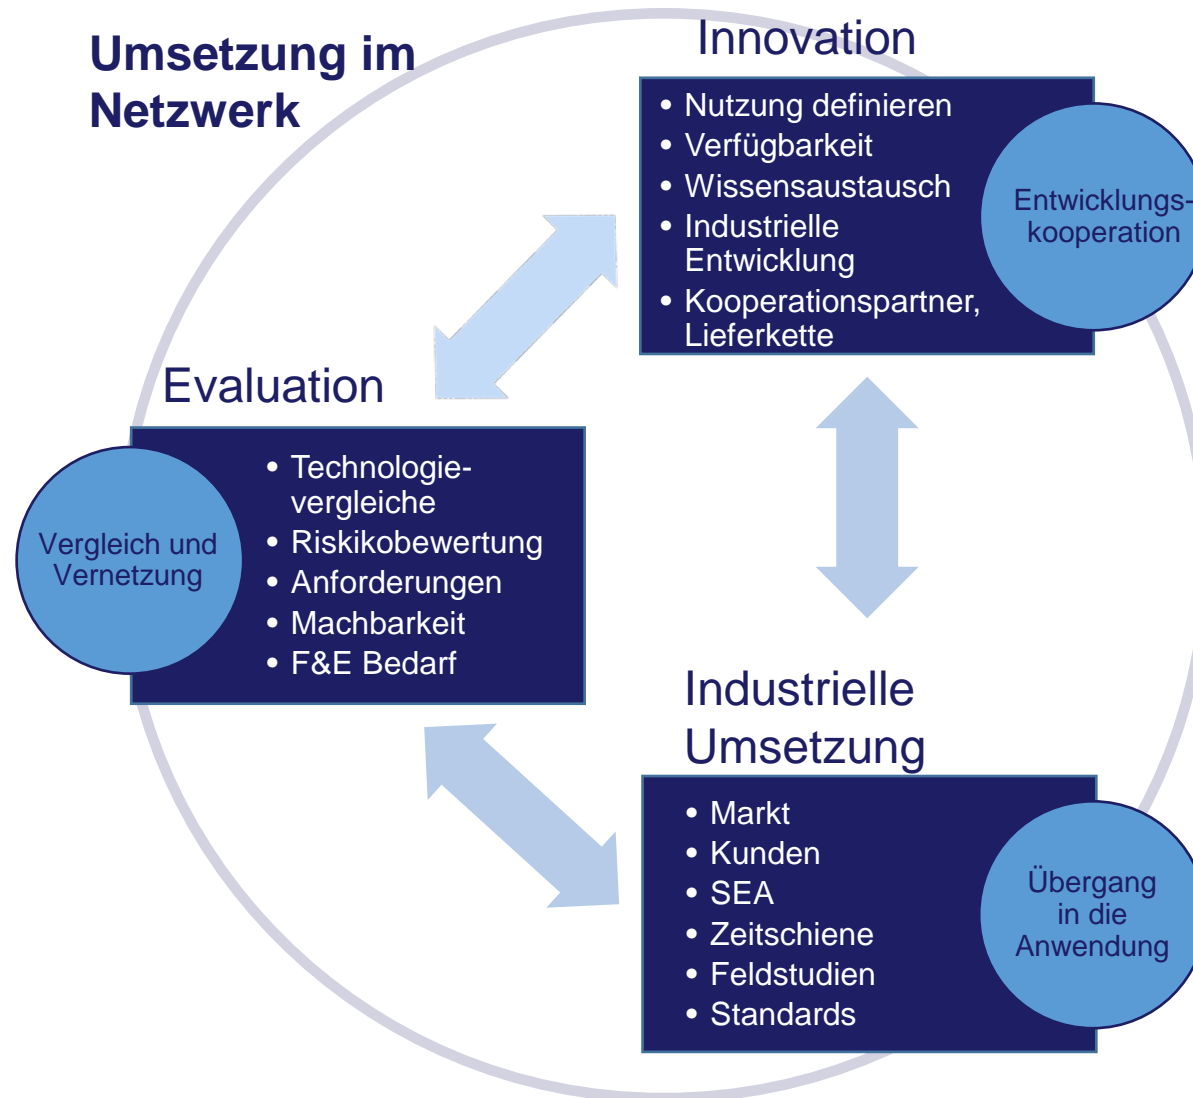 Umsetzung im
Netzwerk
Innovation
• Nutzung definieren
• Verfügbarkeit
• Wissensaustausch
• Industrielle
Entwicklung
• Kooperationspartner,
Lieferkette
Entwicklungs-
kooperation
Evaluation
• Technologie-
vergleiche
• Riskikobewertung
• Anforderungen
• Machbarkeit
• F&E Bedarf
Vergleich und
Vernetzung
Industrielle
Umsetzung
• Markt
• Kunden
• SEA
• Zeitschiene
• Feldstudien
• Standards
Übergang
in die
Anwendung